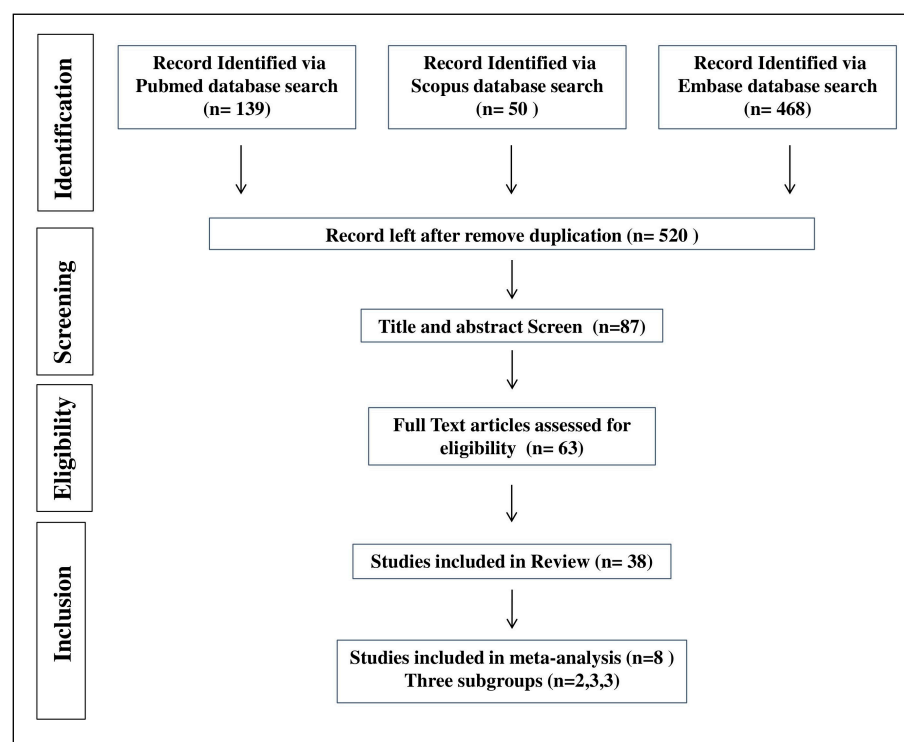 Identification
Record Identified via
Pubmed database search
(n= 139)
Record Identified via
Scopus database search
(n= 50 )
Record Identified via
Embase database search
(n= 468)
Record left after remove duplication (n= 520 )
Screening
Title and abstract Screen (n=87)
Eligibility
Full Text articles assessed for
eligibility (n= 63)
Inclusion
Studies included in Review (n= 38)
Studies included in meta-analysis (n=8 )
Three subgroups (n=2,3,3)